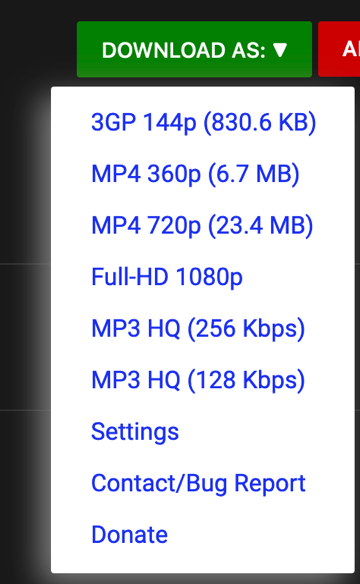 DOWNLOAD AS: ▼
3GP 144p (830.6 KB)
MP4 360p (6.7 MB)
MP4 720p (23.4 MB)
Full-HD 1080p
MP3 HQ (256 Kbps)
MP3 HQ (128 Kbps)
Settings
Contact/Bug Report
Donate